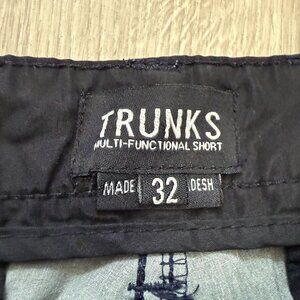 TRUNKS
MULTI-FUNCTIONAL SHORT
MADE 32 DESH